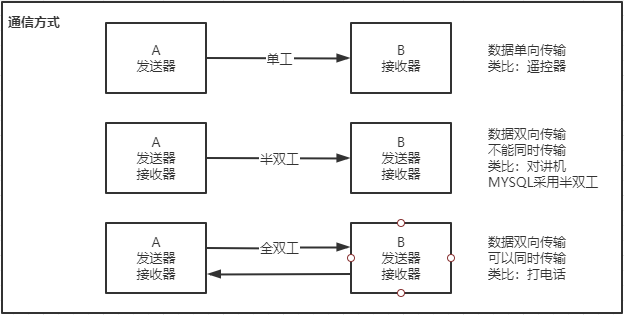 通信方式
A
发送器
单工
B
接收器
数据单向传输
类比：遥控器
A
发送器
接收器
半双工
B
发送器
接收器
数据双向传输
不能同时传输
类比：对讲机
MYSQL采用半双工
A
发送器
接收器
全双工
B
发送器
接收器
数据双向传输
可以同时传输
类比：打电话